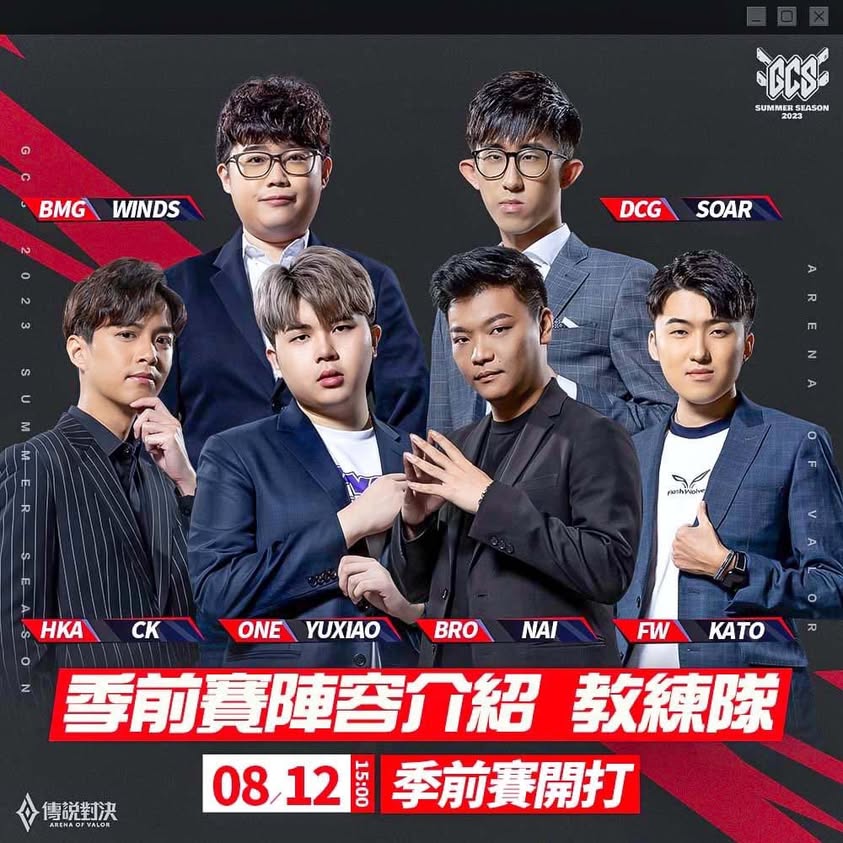 GCS
SUMMER SEASON
2023
BMG WINDS
DCG SOAR
GCS 2023 SUMMER SEASON
ARENA OF VALOR
FlashWolves
HKA CK
ONE YUXIAO
BRO NAI
FW KATO
季前賽陣容介紹 教練隊
08/12 15:00 季前賽開打
傳說對決
ARENA OF VALOR